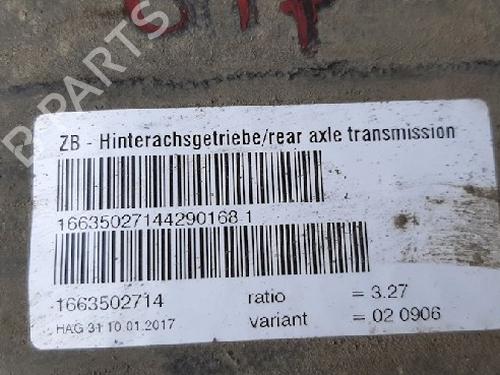 B-PARTS
ZB - Hinterachsgetriebe/rear axle transmission
16635027144290168 1
1663502714 ratio = 3.27
HAG 31 10.01.2017 variant = 02 0906